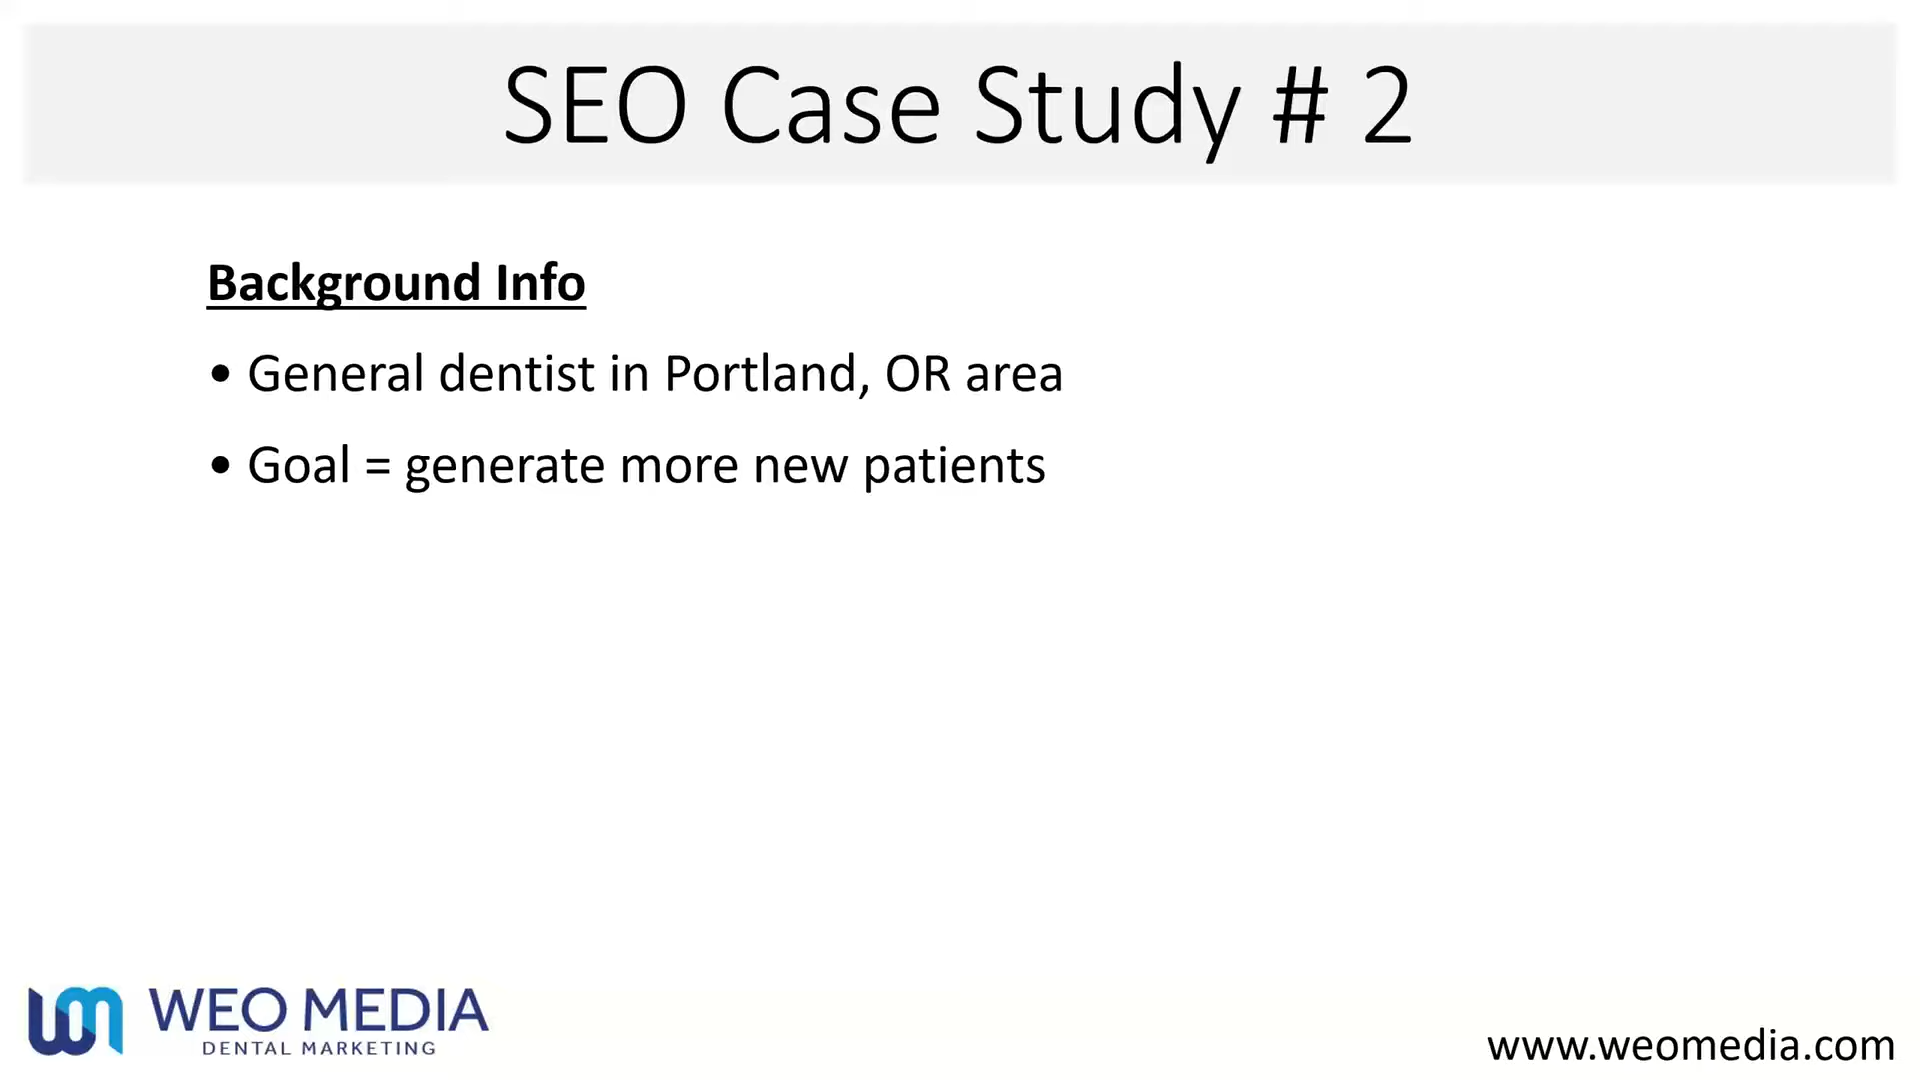 SEO Case Study # 2
Background Info
• General dentist in Portland, OR area
• Goal = generate more new patients
WEO MEDIA
DENTAL MARKETING
www.weomedia.com